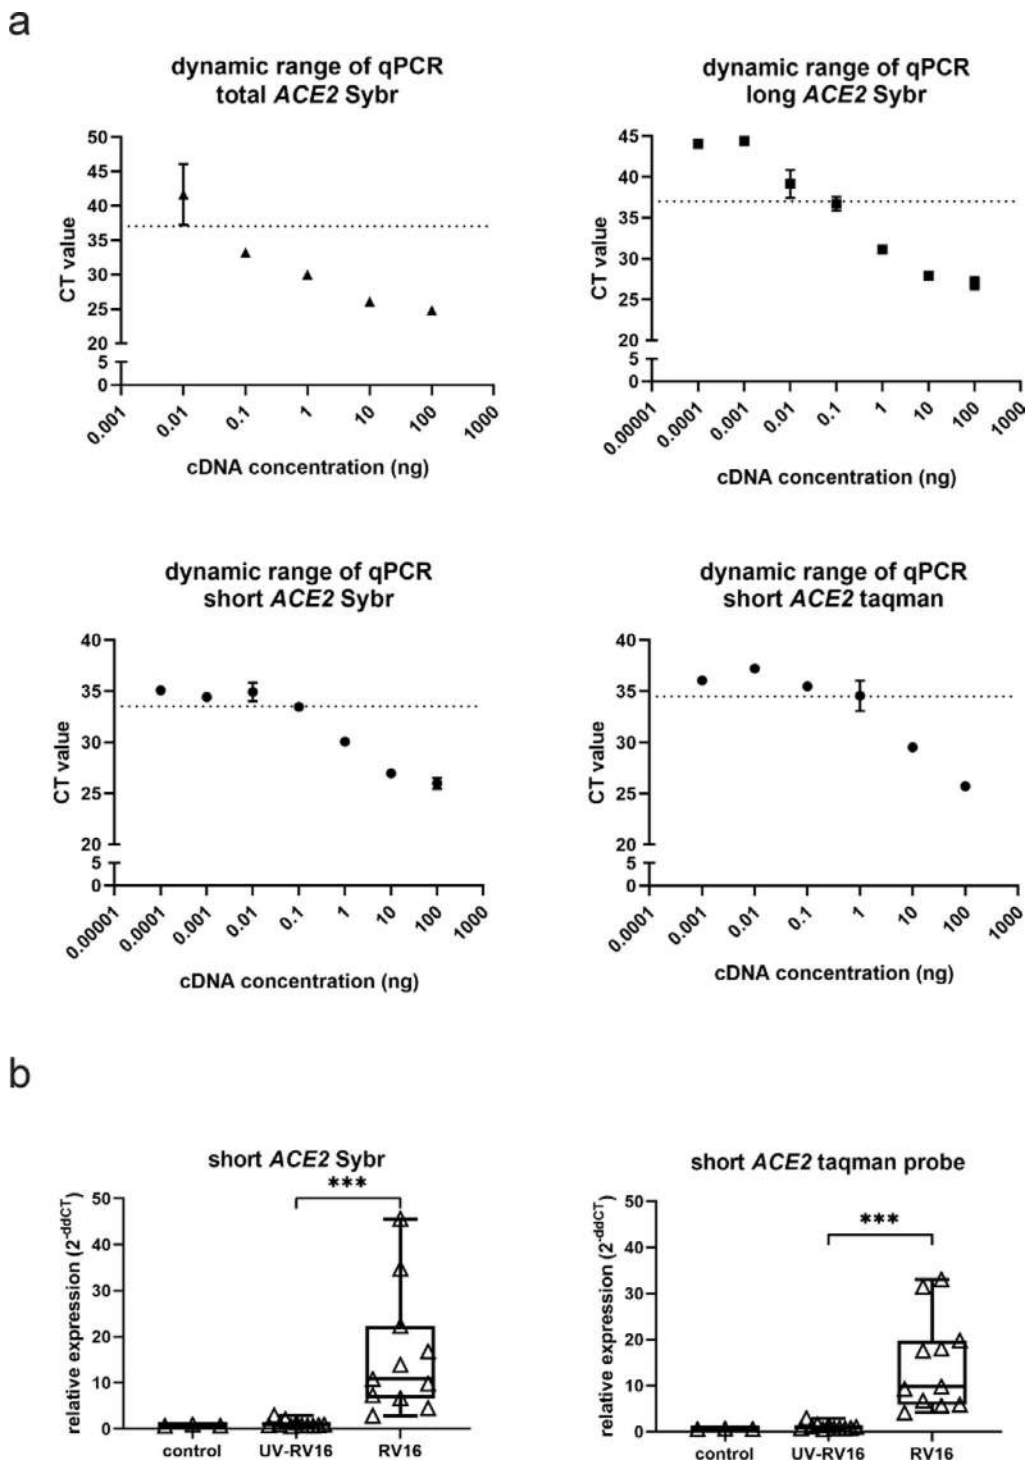 a
dynamic range of qPCR
total ACE2 Sybr
50
45
40
35
30
25
20
5
0
CT value
0.001
0.01
0.1
1
10
100
1000
cDNA concentration (ng)
dynamic range of qPCR
long ACE2 Sybr
45
40
35
30
25
20
5
0
CT value
0.00001
0.0001
0.001
0.01
0.1
1
10
100
1000
cDNA concentration (ng)
dynamic range of qPCR
short ACE2 Sybr
40
35
30
25
20
5
0
CT value
0.00001
0.0001
0.001
0.01
0.1
1
10
100
1000
cDNA concentration (ng)
dynamic range of qPCR
short ACE2 taqman
40
35
30
25
20
5
0
CT value
0.0001
0.001
0.01
0.1
1
10
100
1000
cDNA concentration (ng)
b
short ACE2 Sybr
***
50
40
30
20
10
0
relative expression (2^-ddCT)
control
UV-RV16
RV16
short ACE2 taqman probe
***
50
40
30
20
10
0
relative expression (2^-ddCT)
control
UV-RV16
RV16